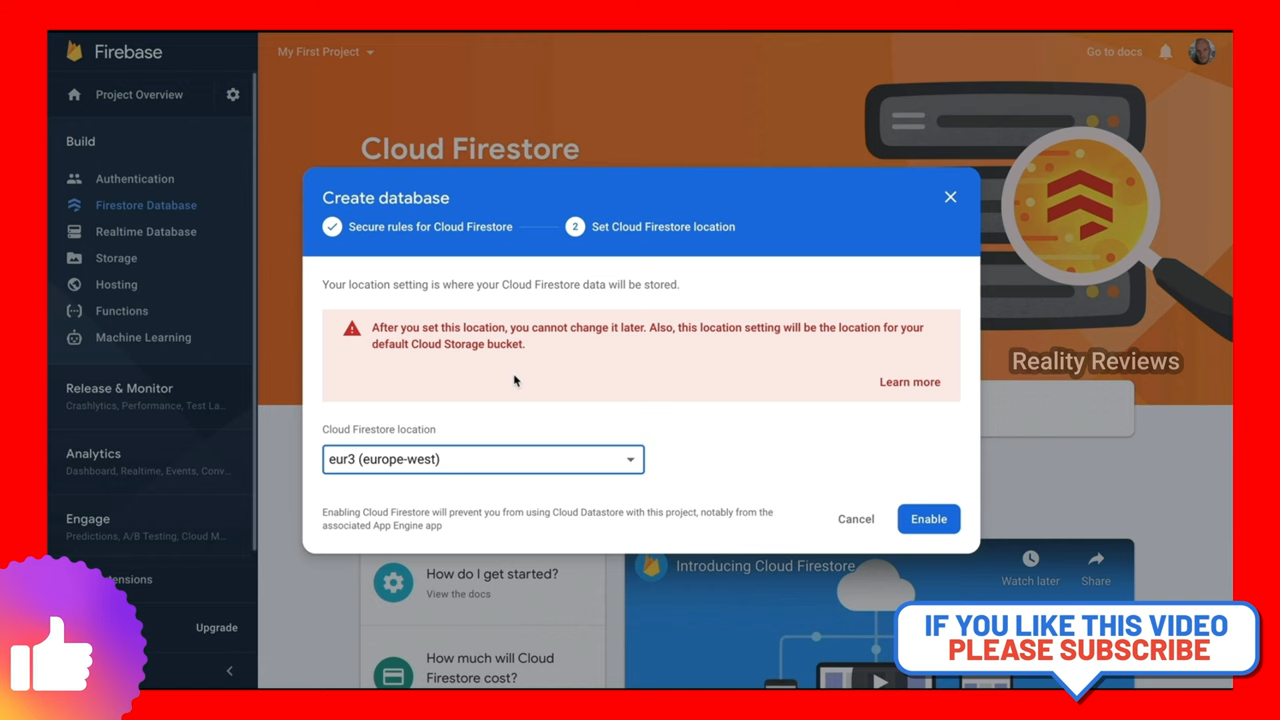 Firebase
My First Project
Go to docs
Project Overview
Build
Authentication
Firestore Database
Realtime Database
Storage
Hosting
Functions
Machine Learning
Release & Monitor
Crashlytics, Performance, Test La...
Analytics
Dashboard, Realtime, Events, Conv...
Engage
Predictions, A/B Testing, Cloud M...
Upgrade
Cloud Firestore
Create database
Secure rules for Cloud Firestore
2 Set Cloud Firestore location
Your location setting is where your Cloud Firestore data will be stored.
After you set this location, you cannot change it later. Also, this location setting will be the location for your
default Cloud Storage bucket.
Learn more
Cloud Firestore location
eur3 (europe-west)
Enabling Cloud Firestore will prevent you from using Cloud Datastore with this project, notably from the
associated App Engine app
Cancel
Enable
Reality Reviews
How do I get started?
View the docs
How much will Cloud
Firestore cost?
Introducing Cloud Firestore
Watch later
Share
IF YOU LIKE THIS VIDEO
PLEASE SUBSCRIBE